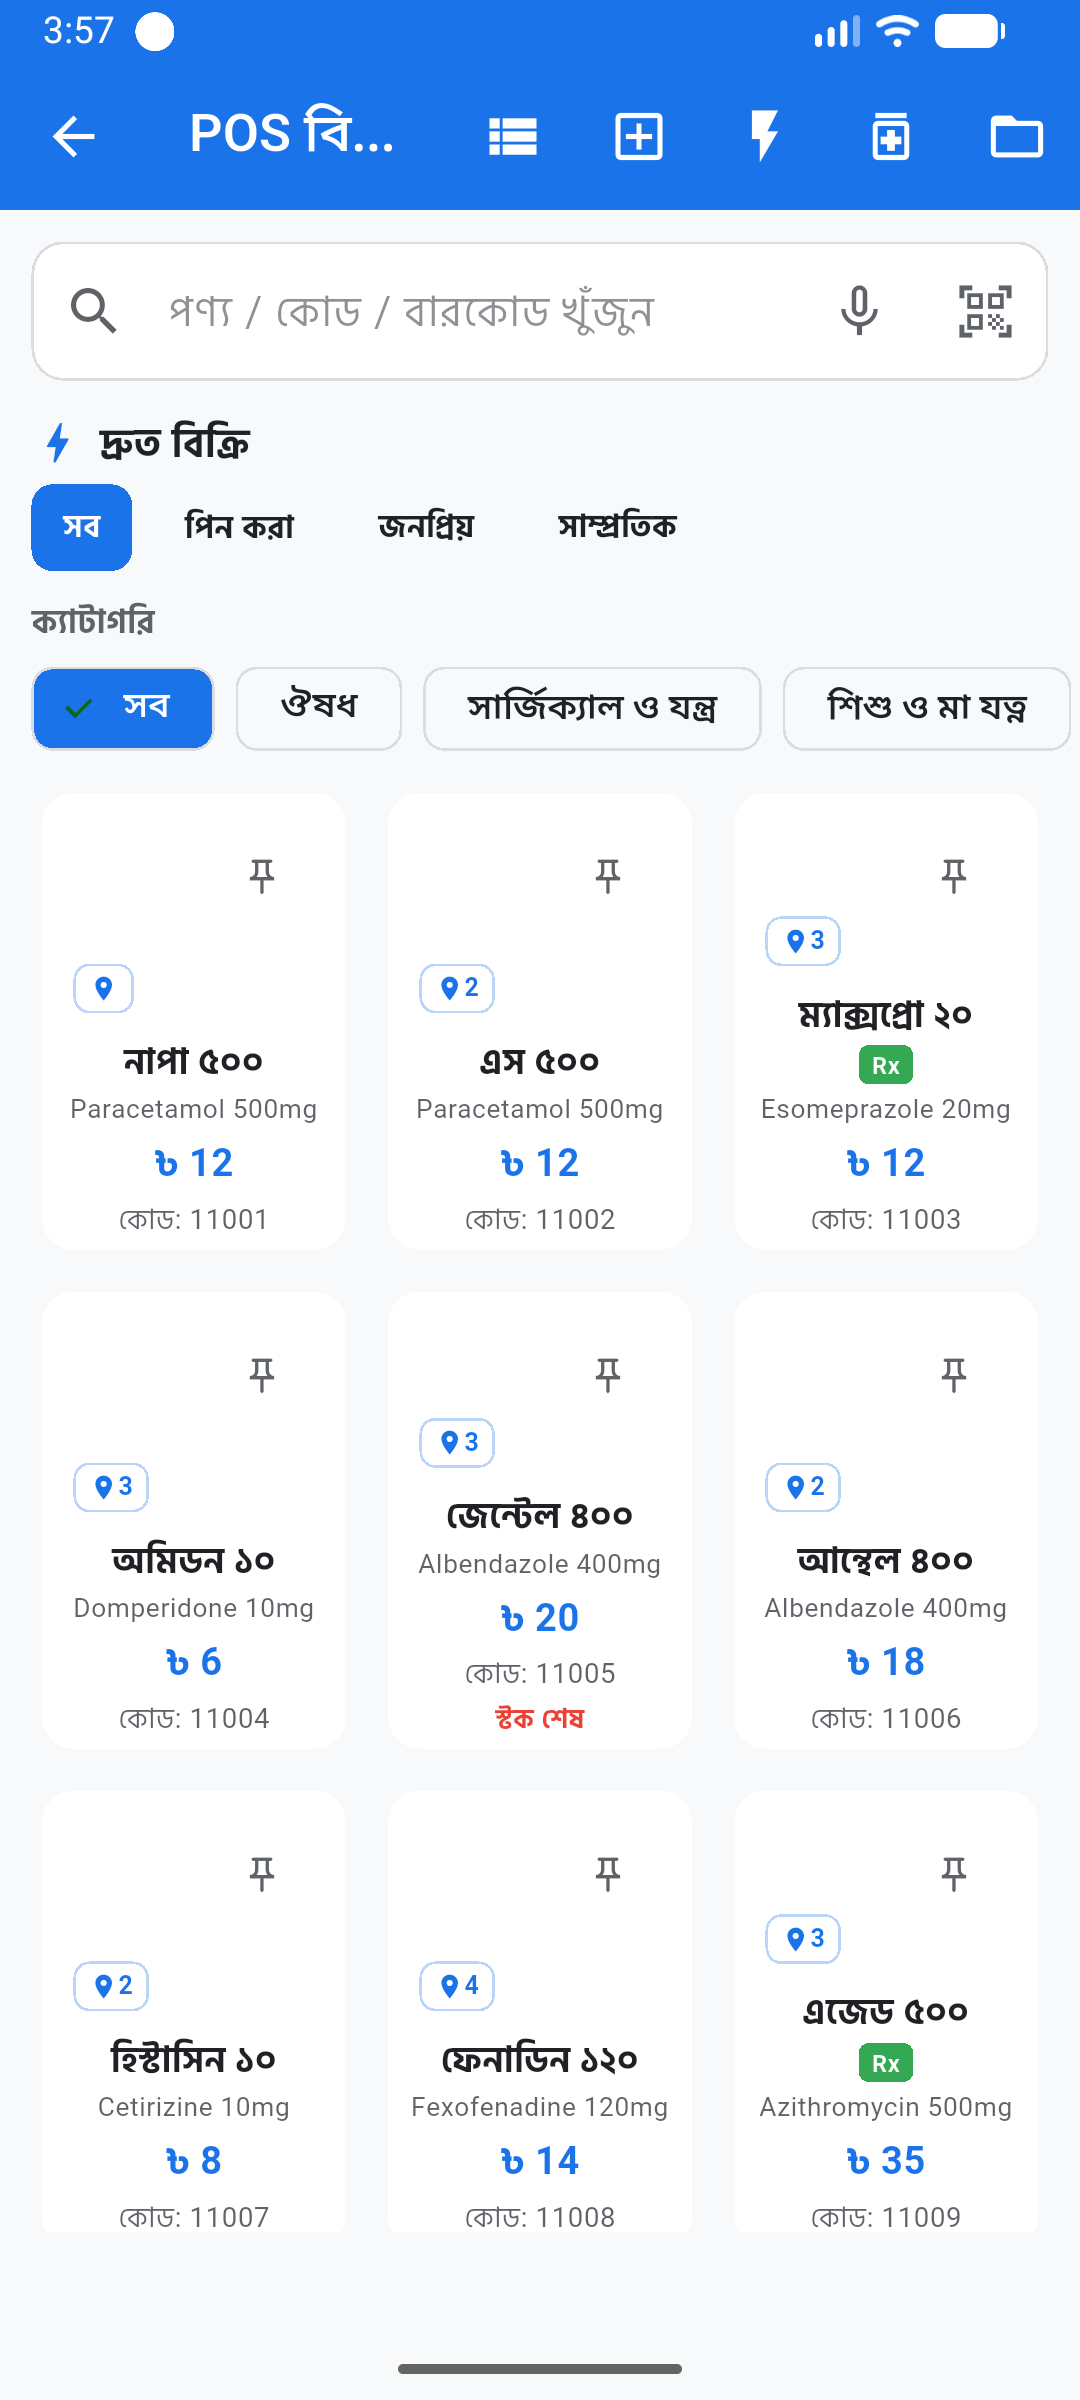 3:57
POS বি...
পণ্য / কোড / বারকোড খুঁজুন
দ্রুত বিক্রি
সব পিন করা জনপ্রিয় সাম্প্রতিক
ক্যাটাগরি
সব ঔষধ সার্জিক্যাল ও যন্ত্র শিশু ও মা যত্ন
নাপা ৫০০
Paracetamol 500mg
৳ 12
কোড: 11001
2
এস ৫০০
Paracetamol 500mg
৳ 12
কোড: 11002
3
ম্যাক্সপ্রো ২০
Rx
Esomeprazole 20mg
৳ 12
কোড: 11003
3
অমিডন ১০
Domperidone 10mg
৳ 6
কোড: 11004
3
জেন্টেল ৪০০
Albendazole 400mg
৳ 20
কোড: 11005
স্টক শেষ
2
আন্থেল ৪০০
Albendazole 400mg
৳ 18
কোড: 11006
2
হিস্টাসিন ১০
Cetirizine 10mg
৳ 8
কোড: 11007
4
ফেনাডিন ১২০
Fexofenadine 120mg
৳ 14
কোড: 11008
3
এজেড ৫০০
Rx
Azithromycin 500mg
৳ 35
কোড: 11009